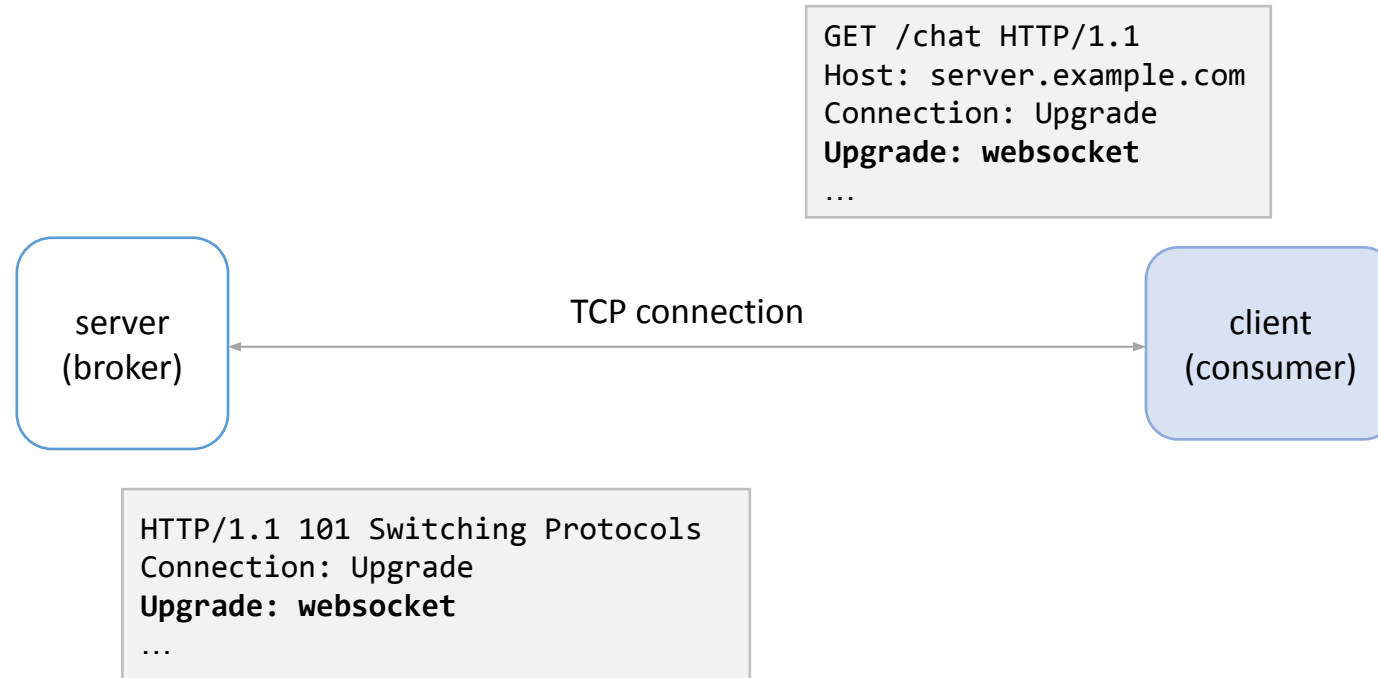 GET /chat HTTP/1.1
Host: server.example.com
Connection: Upgrade
Upgrade: websocket
…
server
(broker)
TCP connection
client
(consumer)
HTTP/1.1 101 Switching Protocols
Connection: Upgrade
Upgrade: websocket
…